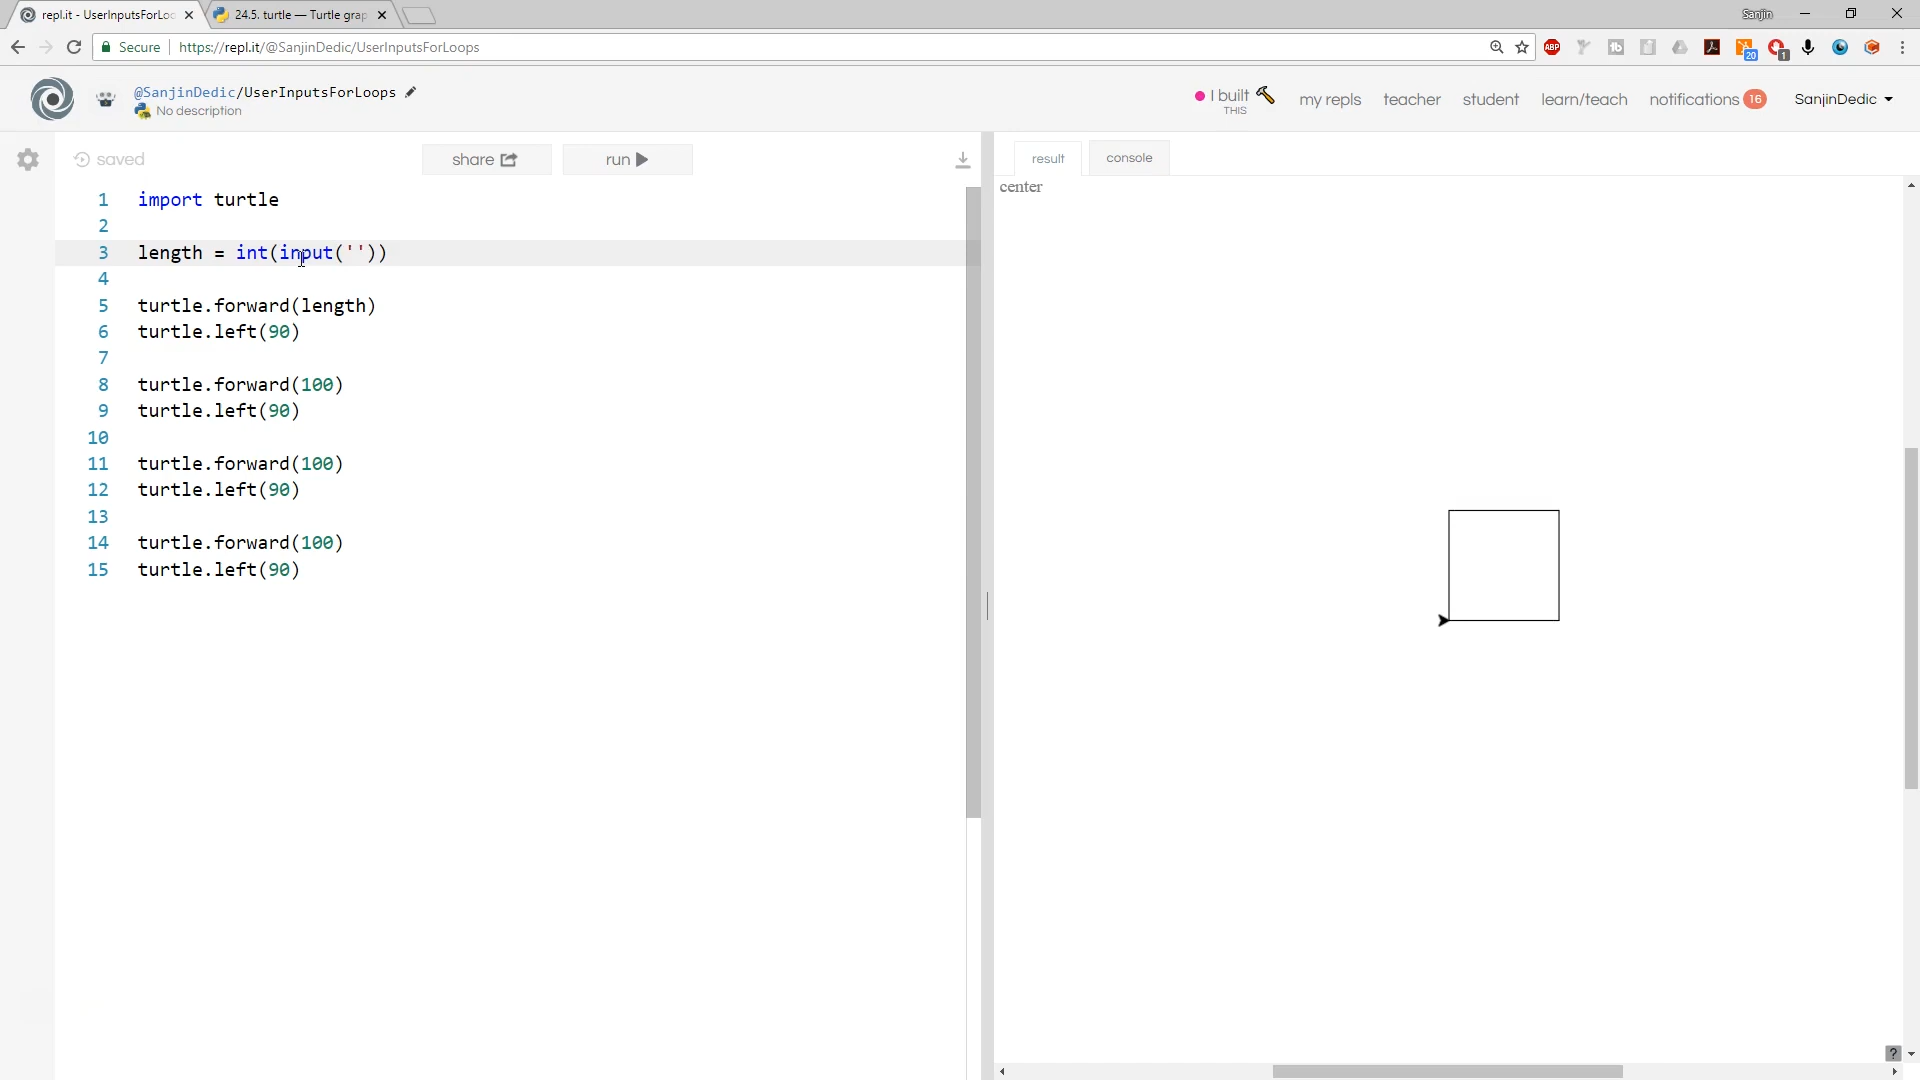 repl.it - UserInputsForLoo
24.5. turtle — Turtle grap
Sanjin
Secure
https://repl.it/@SanjinDedic/UserInputsForLoops
ABP
20
1
@SanjinDedic/UserInputsForLoops
No description
I built
THIS
my repls
teacher
student
learn/teach
notifications 16
SanjinDedic
saved
share
run
result
console
center
1 import turtle
2
3 length = int(input(''))
4
5 turtle.forward(length)
6 turtle.left(90)
7
8 turtle.forward(100)
9 turtle.left(90)
10
11 turtle.forward(100)
12 turtle.left(90)
13
14 turtle.forward(100)
15 turtle.left(90)
?